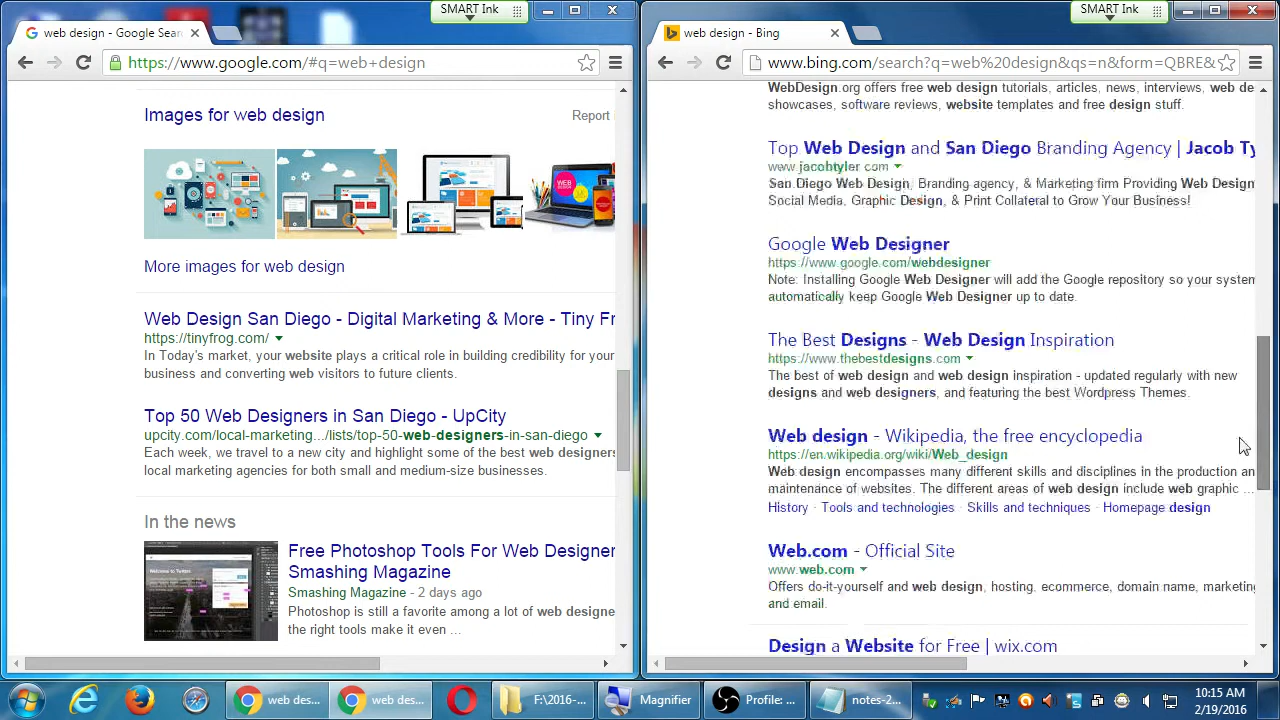 SMART Ink
web design - Google Sear
https://www.google.com/#q=web+design
Images for web design
Report
More images for web design
Web Design San Diego - Digital Marketing & More - Tiny Fr
https://tinyfrog.com/
In Today's market, your website plays a critical role in building credibility for your
business and converting web visitors to future clients.
Top 50 Web Designers in San Diego - UpCity
upcity.com/local-marketing.../lists/top-50-web-designers-in-san-diego
Each week, we travel to a new city and highlight some of the best web designers
local marketing agencies for both small and medium-size businesses.
In the news
Free Photoshop Tools For Web Designer
Smashing Magazine
Smashing Magazine - 2 days ago
Photoshop is still a favorite among a lot of web designe
the right tools make it even ...
SMART Ink
web design - Bing
www.bing.com/search?q=web%20design&qs=n&form=QBRE&
WebDesign.org offers free web design tutorials, articles, news, interviews, web de
showcases, software reviews, website templates and free design stuff.
Top Web Design and San Diego Branding Agency | Jacob Ty
www.jacobtyler.com
San Diego Web Design, Branding agency, & Marketing firm Providing Web Design
Social Media, Graphic Design, & Print Collateral to Grow Your Business!
Google Web Designer
https://www.google.com/webdesigner
Note: Installing Google Web Designer will add the Google repository so your system
automatically keep Google Web Designer up to date.
The Best Designs - Web Design Inspiration
https://www.thebestdesigns.com
The best of web design and web design inspiration - updated regularly with new
designs and web designers, and featuring the best Wordpress Themes.
Web design - Wikipedia, the free encyclopedia
https://en.wikipedia.org/wiki/Web_design
Web design encompasses many different skills and disciplines in the production an
maintenance of websites. The different areas of web design include web graphic ...
History · Tools and technologies · Skills and techniques · Homepage design
Web.com - Official Site
www.web.com
Offers do-it-yourself and web design, hosting, ecommerce, domain name, marketing
and email.
Design a Website for Free | wix.com
web des...
web des...
F:\2016-...
Magnifier
Profile: ...
notes-2...
10:15 AM
2/19/2016